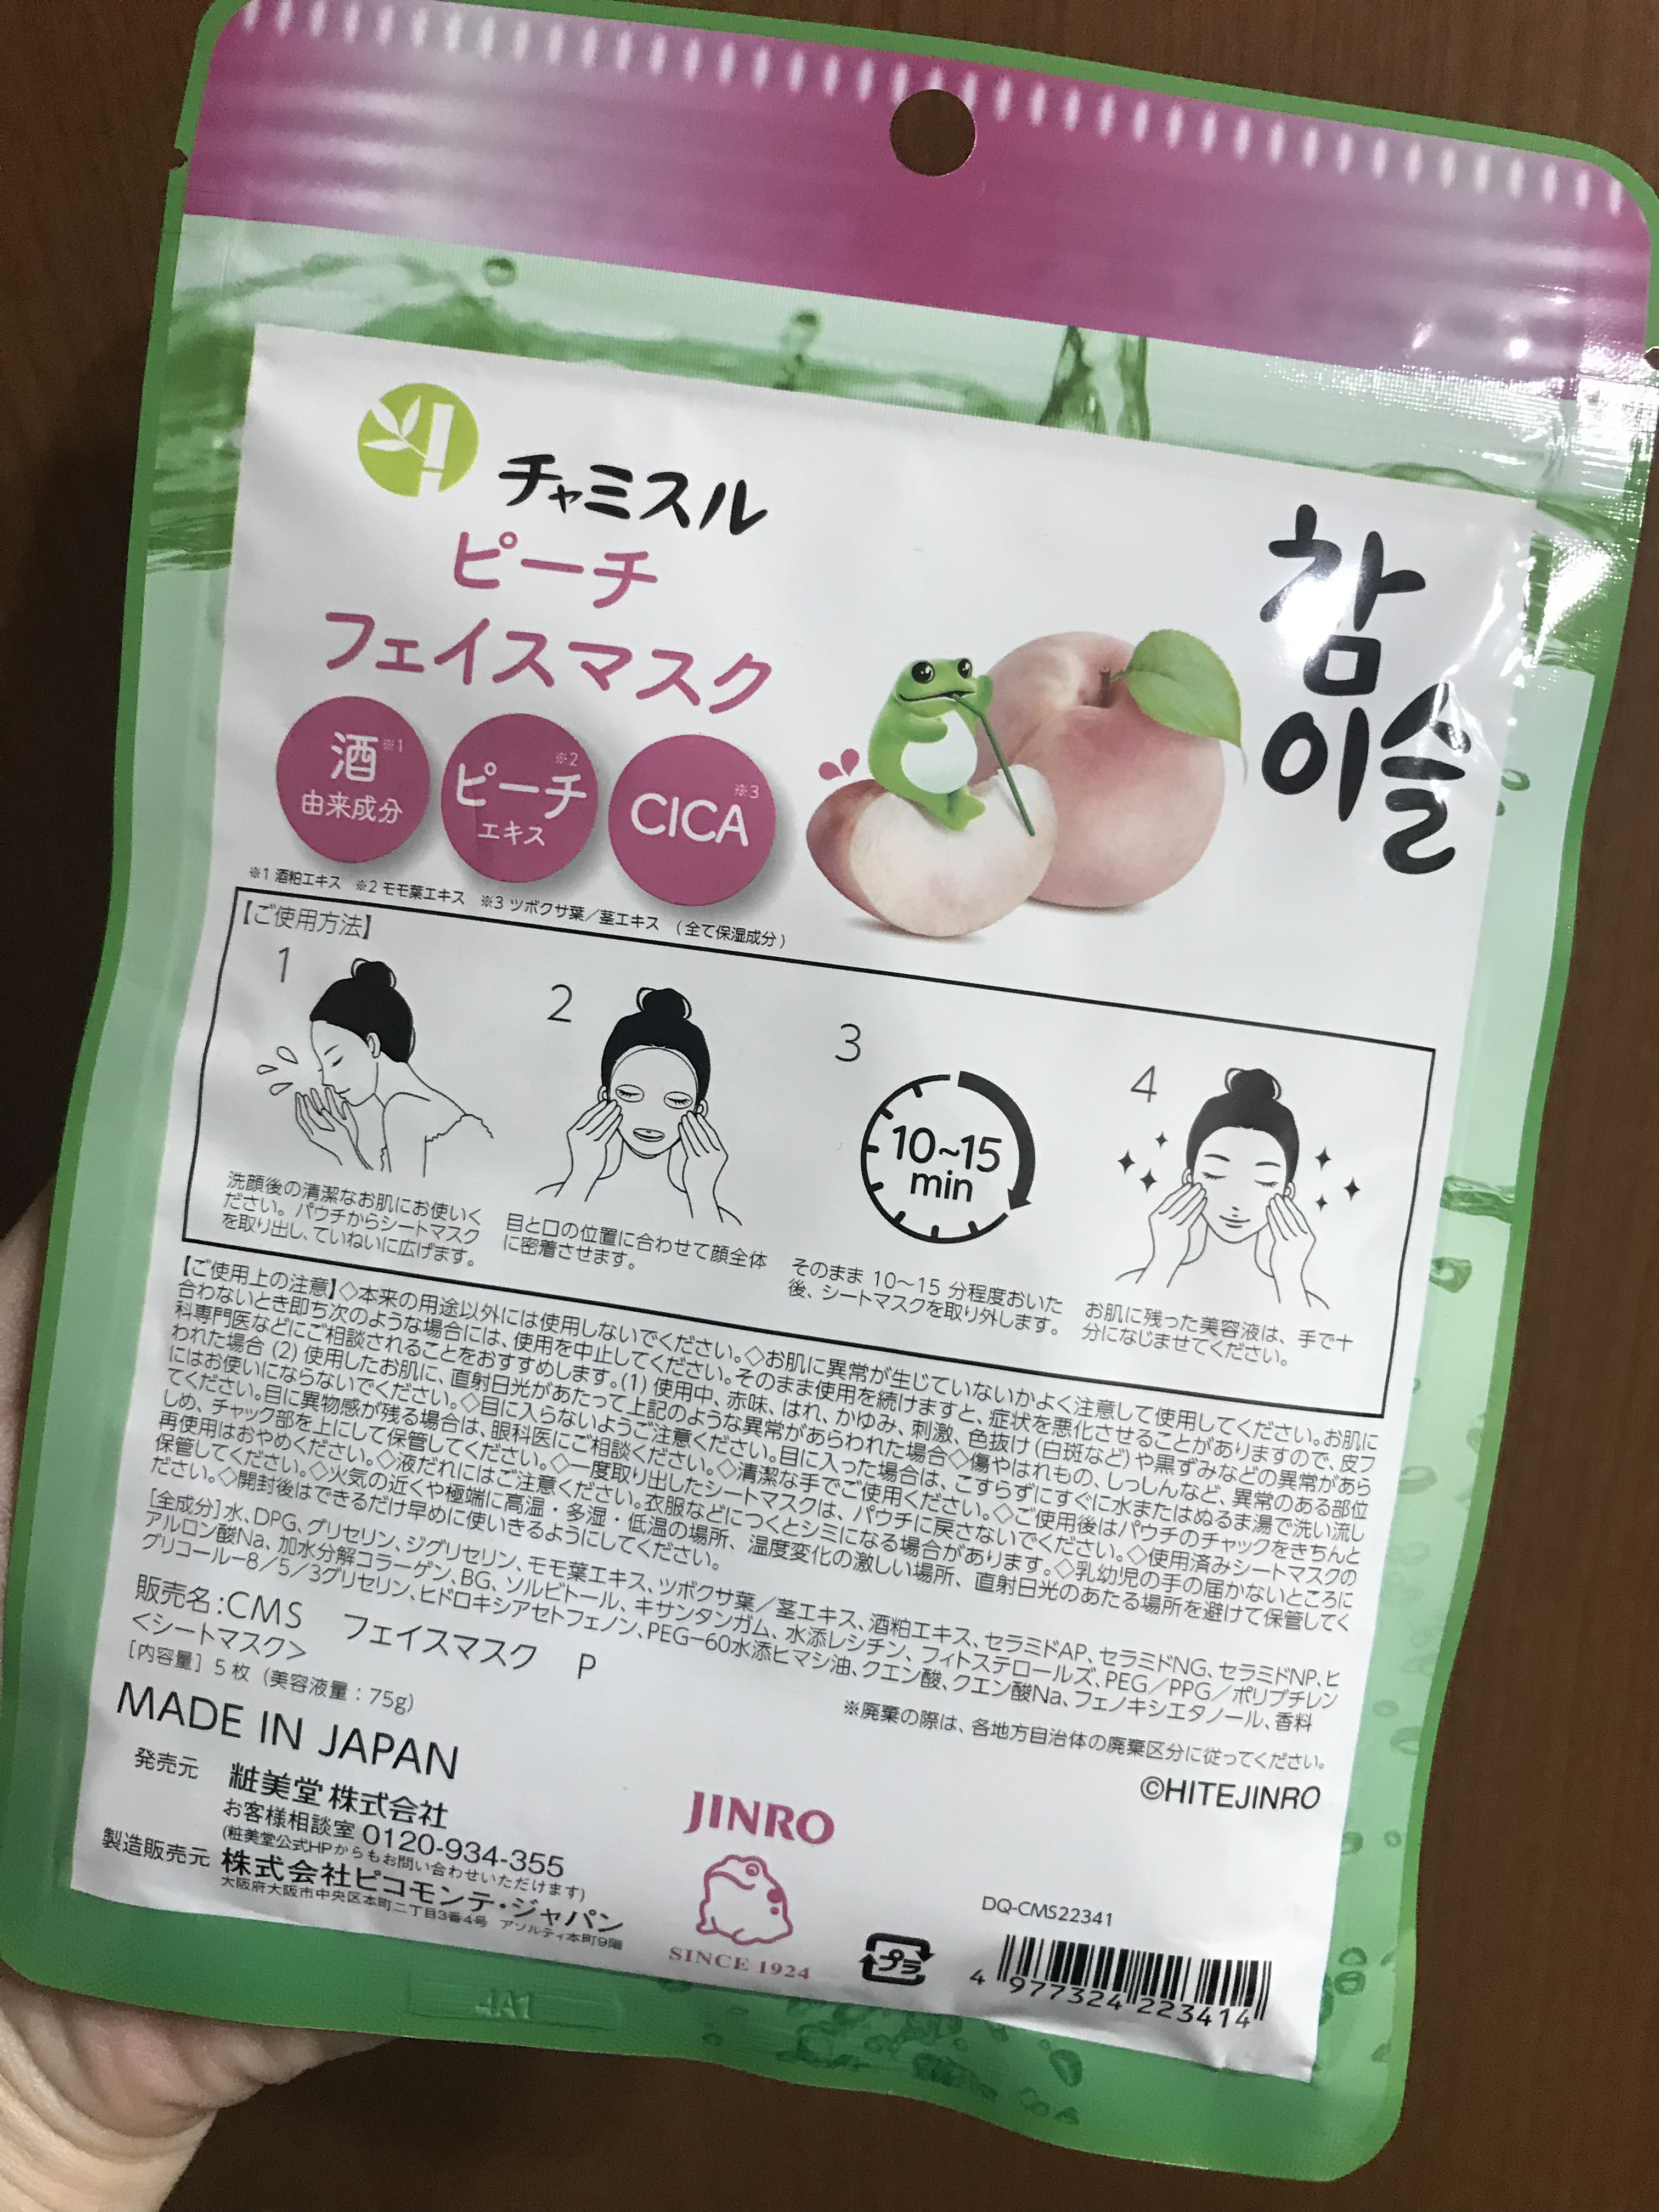 チャミスル
ピーチ
フェイスマスク
참
이슬
酒※1
由来成分
ピーチ※2
エキス
CICA※3
※1 酒粕エキス ※2 モモ葉エキス ※3 ツボクサ葉／茎エキス (全て保湿成分)
【ご使用方法】
1
洗顔後の清潔なお肌にお使いく
ださい。パウチからシートマスク
を取り出し、ていねいに広げます。
2
目と口の位置に合わせて顔全体
に密着させます。
3
10~15
min
そのまま 10～15 分程度おいた
後、シートマスクを取り外します。
4
お肌に残った美容液は、手で十
分になじませてください。
【ご使用上の注意】◇本来の用途以外には使用しないでください。◇お肌に異常が生じていないかよく注意して使用してください。お肌に
合わないとき即ち次のような場合には、使用を中止してください。そのまま使用を続けますと、症状を悪化させることがありますので、皮フ
科専門医などにご相談されることをおすすめします。(1) 使用中、赤味、はれ、かゆみ、刺激、色抜け(白斑など)や黒ずみなどの異常があら
われた場合 (2) 使用したお肌に、直射日光があたって上記のような異常があらわれた場合◇傷やはれもの、しっしんなど、異常のある部位
にはお使いにならないでください。◇目に入らないようご注意ください。目に入った場合は、こすらずにすぐに水またはぬるま湯で洗い流し
てください。目に異物感が残る場合は、眼科医にご相談ください。◇清潔な手でご使用ください。◇ご使用後はパウチのチャックをきちんと
しめ、チャック部を上にして保管してください。◇一度取り出したシートマスクは、パウチに戻さないでください。◇使用済みシートマスクの
再使用はおやめください。◇液だれにはご注意ください。衣服などにつくとシミになる場合があります。◇乳幼児の手の届かないところに
保管してください。◇火気の近くや極端に高温・多湿・低温の場所、温度変化の激しい場所、直射日光のあたる場所を避けて保管してく
ださい。◇開封後はできるだけ早めに使いきるようにしてください。
[全成分]水、DPG、グリセリン、ジグリセリン、モモ葉エキス、ツボクサ葉／茎エキス、酒粕エキス、セラミドAP、セラミドNG、セラミドNP、ヒ
アルロン酸Na、加水分解コラーゲン、BG、ソルビトール、キサンタンガム、水添レシチン、フィトステロールズ、PEG／PPG／ポリブチレン
グリコールー8／5／3グリセリン、ヒドロキシアセトフェノン、PEGー60水添ヒマシ油、クエン酸、クエン酸Na、フェノキシエタノール、香料
販売名:CMS フェイスマスク P
<シートマスク>
[内容量] 5枚 (美容液量:75g)
※廃棄の際は、各地方自治体の廃棄区分に従ってください。
MADE IN JAPAN
©HITEJINRO
発売元 粧美堂 株式会社
お客様相談室 0120-934-355
(粧美堂公式HPからもお問い合わせいただけます)
製造販売元 株式会社ピコモンテ・ジャパン
大阪府大阪市中央区本町二丁目3番4号 アソルティ本町9階
JINRO
SINCE 1924
プラ
DQ-CMS22341
4 977324 223414
4A1